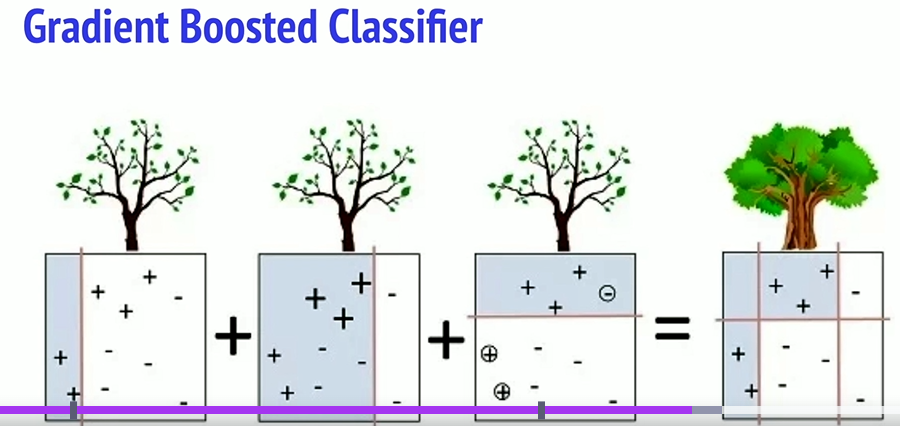 Gradient Boosted Classifier
+ + =